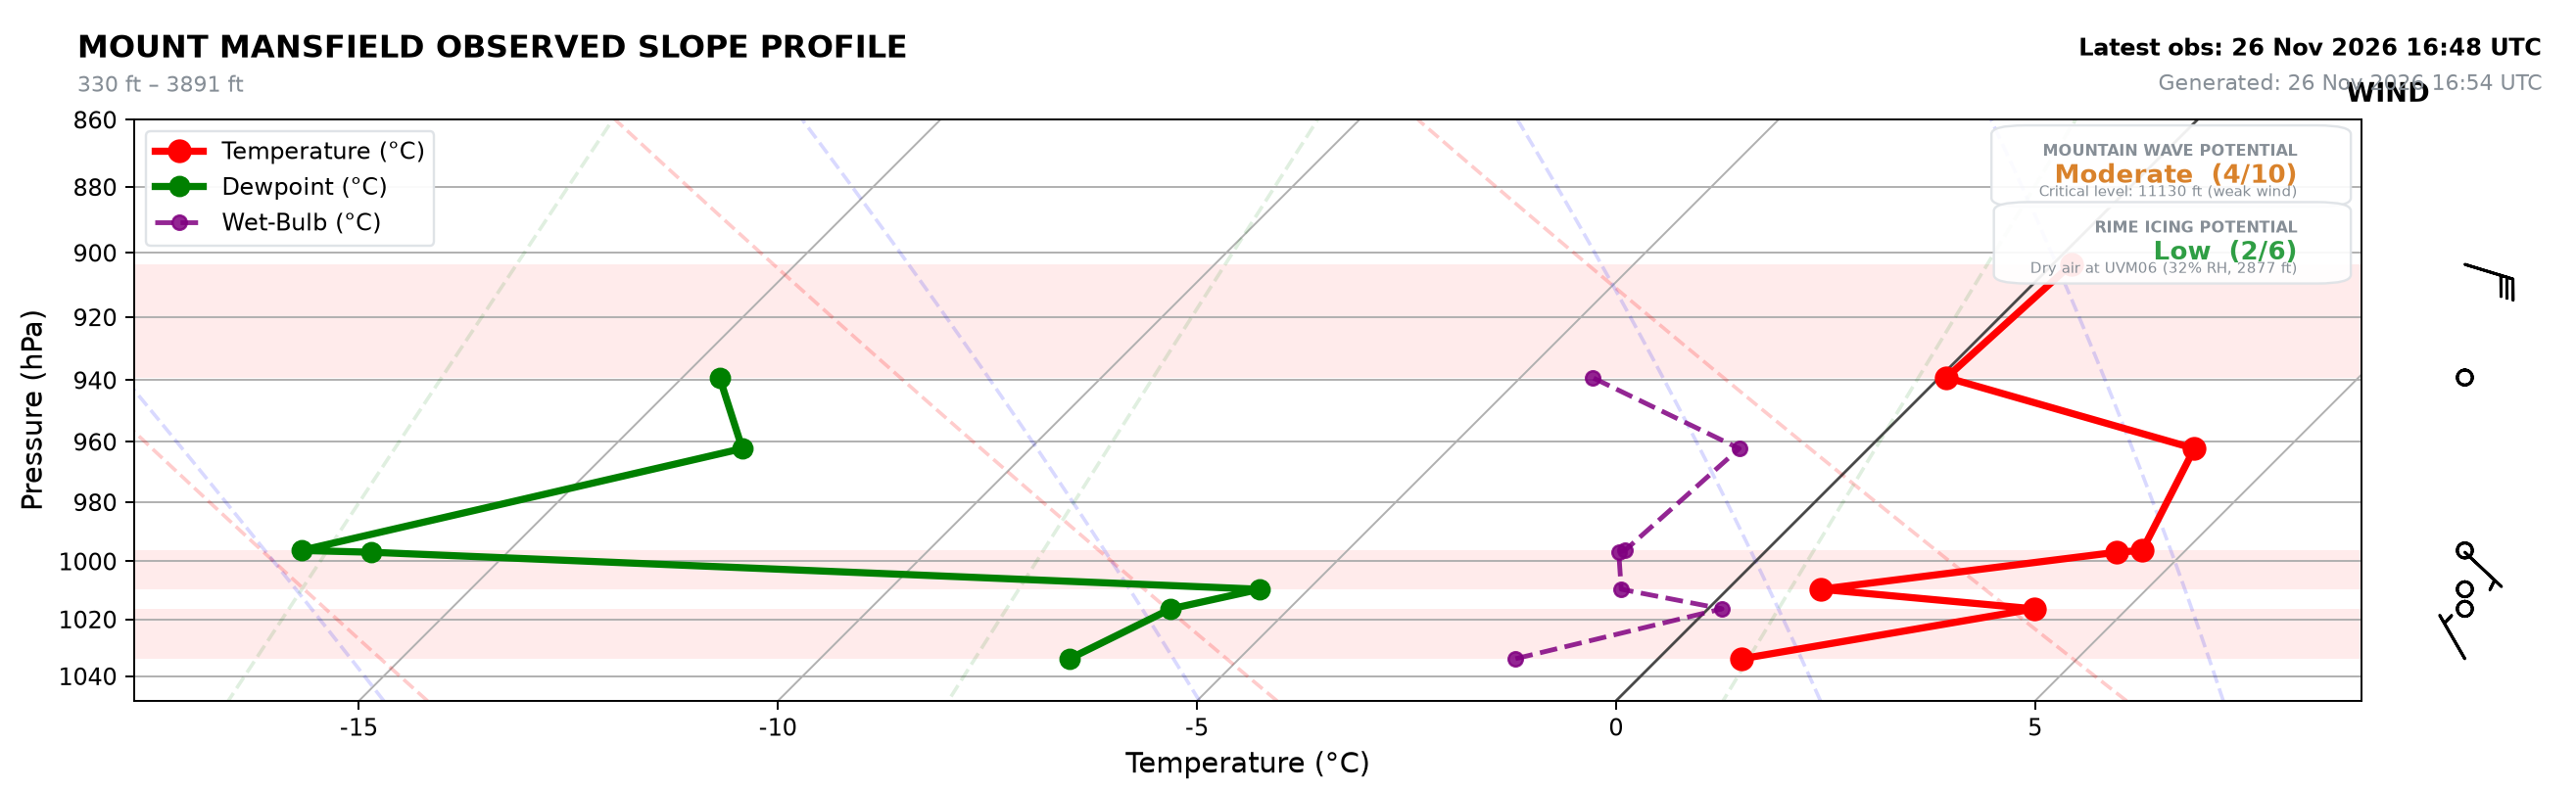 MOUNT MANSFIELD OBSERVED SLOPE PROFILE
330 ft – 3891 ft
Latest obs: 26 Nov 2026 16:48 UTC
Generated: 26 Nov 2026 16:54 UTC
WIND
Temperature (°C)
Dewpoint (°C)
Wet-Bulb (°C)
MOUNTAIN WAVE POTENTIAL
Moderate (4/10)
Critical level: 11130 ft (weak wind)
RIME ICING POTENTIAL
Low (2/6)
Dry air at UVM06 (32% RH, 2877 ft)
Pressure (hPa)
860
880
900
920
940
960
980
1000
1020
1040
-15
-10
-5
0
5
Temperature (°C)